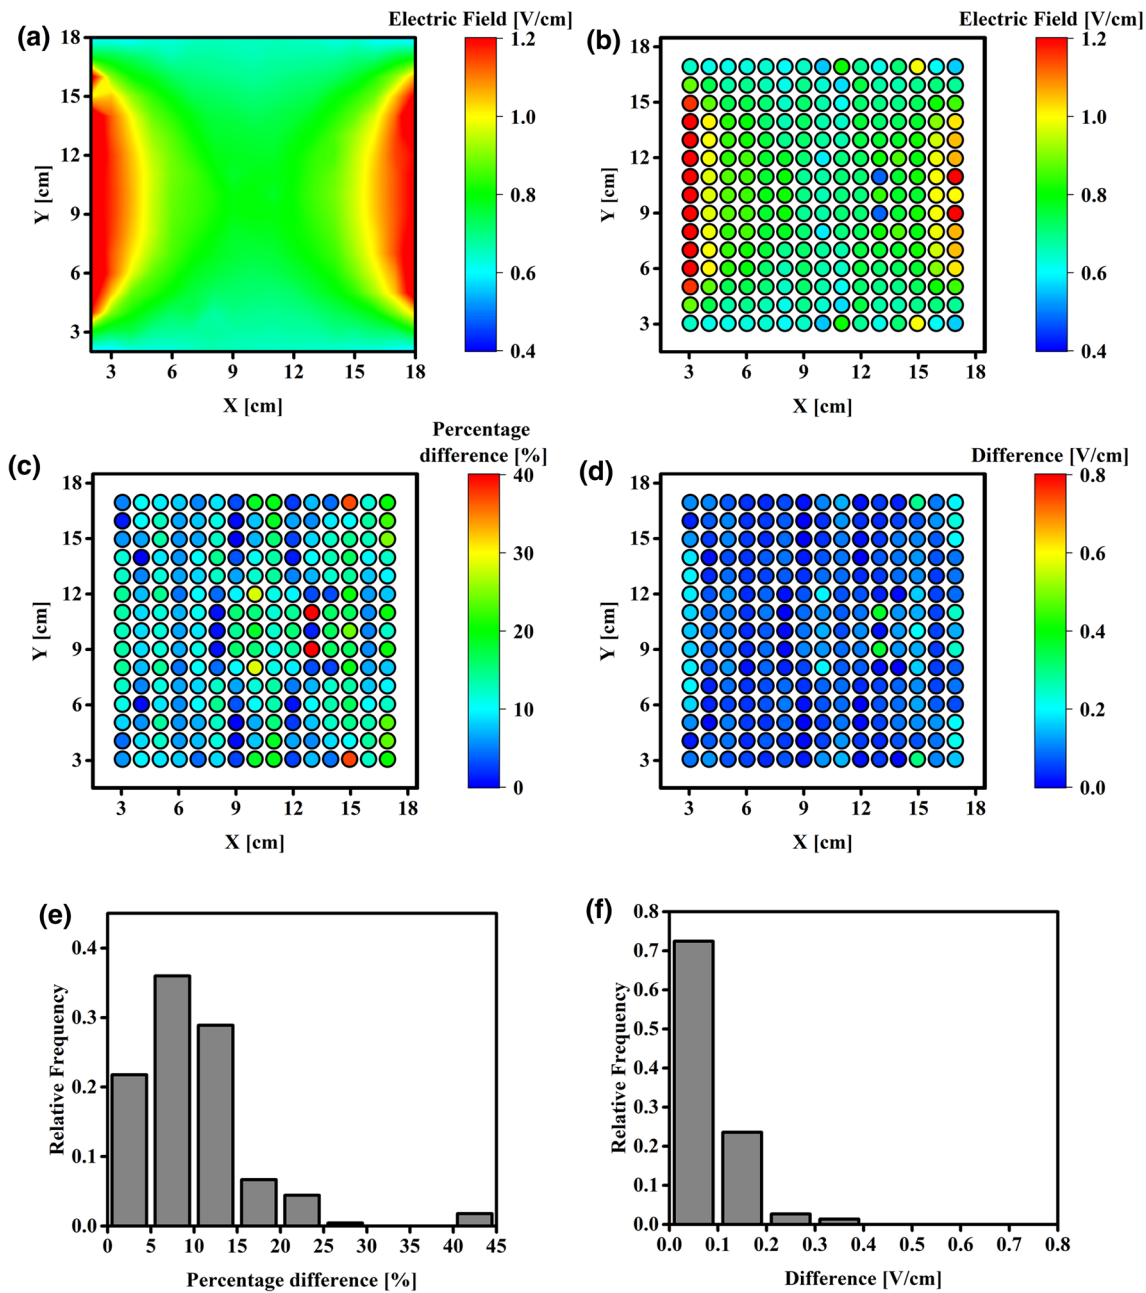 (a)
Electric Field [V/cm]
18
15
12
9
6
3
Y [cm]
3 6 9 12 15 18
X [cm]
1.2
1.0
0.8
0.6
0.4
(b)
Electric Field [V/cm]
18
15
12
9
6
3
Y [cm]
3 6 9 12 15 18
X [cm]
1.2
1.0
0.8
0.6
0.4
(c)
Percentage
difference [%]
18
15
12
9
6
3
Y [cm]
3 6 9 12 15 18
X [cm]
40
30
20
10
0
(d)
Difference [V/cm]
18
15
12
9
6
3
Y [cm]
3 6 9 12 15 18
X [cm]
0.8
0.6
0.4
0.2
0.0
(e)
0.4
0.3
0.2
0.1
0.0
Relative Frequency
0 5 10 15 20 25 30 35 40 45
Percentage difference [%]
(f)
0.8
0.7
0.6
0.5
0.4
0.3
0.2
0.1
0.0
Relative Frequency
0.0 0.1 0.2 0.3 0.4 0.5 0.6 0.7 0.8
Difference [V/cm]